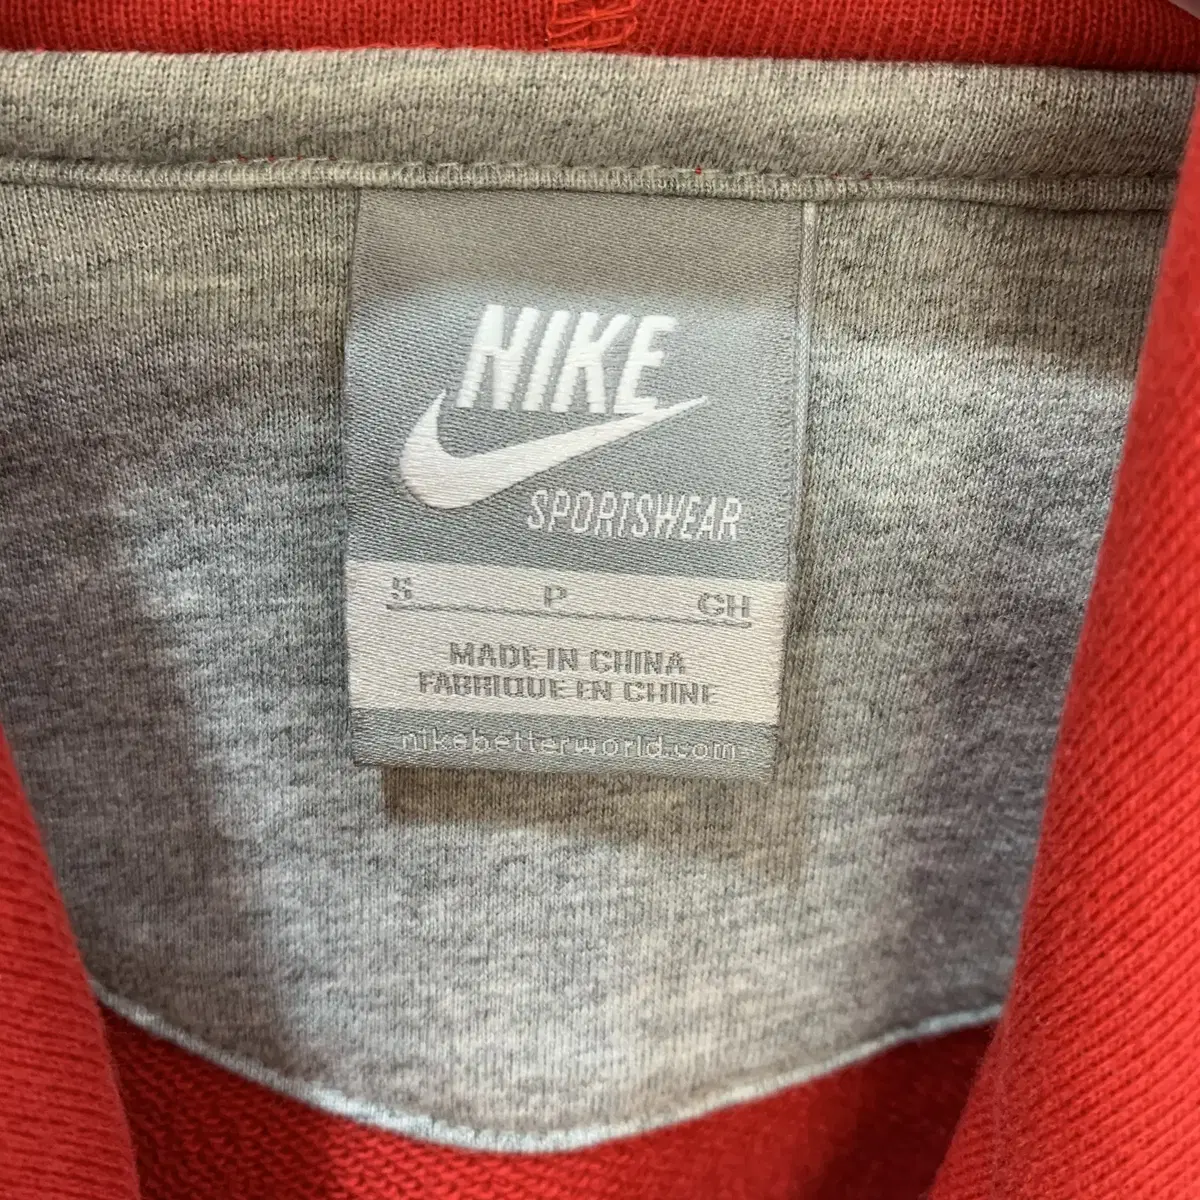 NIKE
SPORTSWEAR
S P CH
MADE IN CHINA
FABRIQUE EN CHINE
nikebetterworld.com